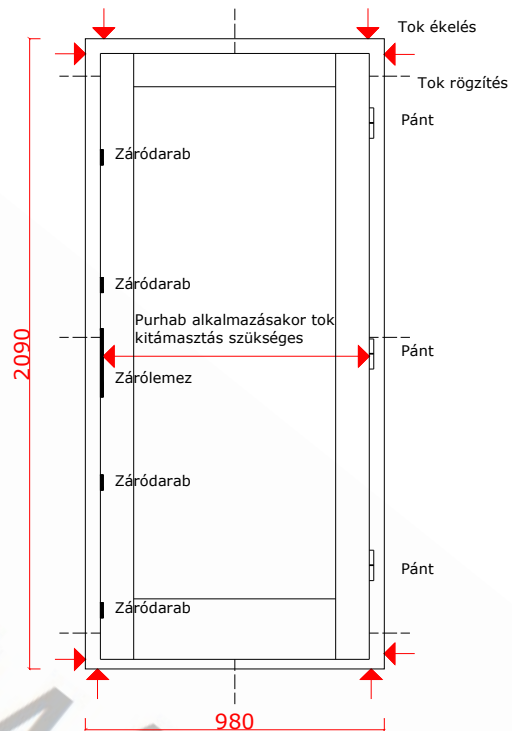 Tok ékelés
Tok rögzítés
Pánt
Záródarab
Záródarab
Purhab alkalmazásakor tok
kitámasztás szükséges
Pánt
2090
Zárólemez
Záródarab
Pánt
Záródarab
980